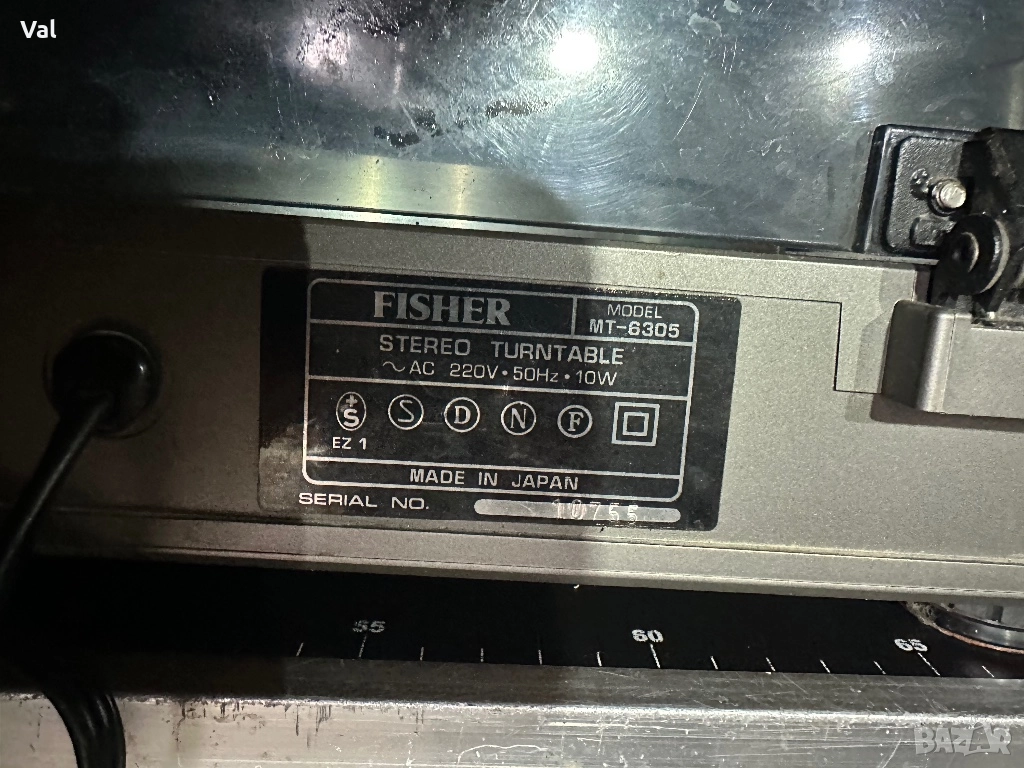 Val
FISHER
MODEL
MT-6305
STEREO TURNTABLE
~AC 220V·50Hz·10W
+S S D N F
EZ 1
MADE IN JAPAN
SERIAL NO. 10755
55 60 65
BAZAR